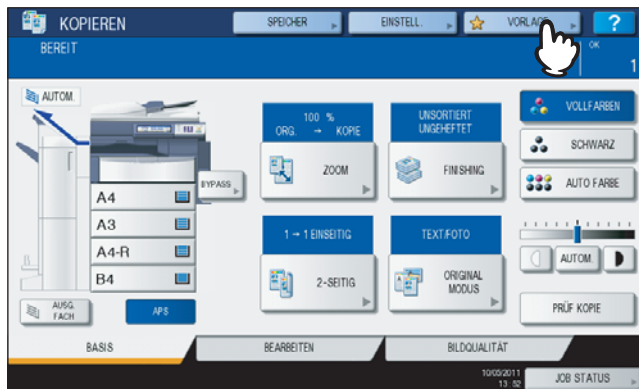 KOPIEREN
SPEICHER
EINSTELL.
VORLAGE
?
BEREIT
OK
1
AUTOM.
100 %
ORG. → KOPIE
ZOOM
UNSORTIERT
UNGEHEFTET
FINISHING
VOLLFARBEN
SCHWARZ
AUTO FARBE
BYPASS
A4
A3
A4-R
B4
1 → 1 EINSEITIG
2-SEITIG
TEXT/FOTO
ORIGINAL
MODUS
AUTOM.
AUSG.
FACH
APS
PRÜF KOPIE
BASIS
BEARBEITEN
BILDQUALITÄT
10/05/2011
13:52
JOB STATUS